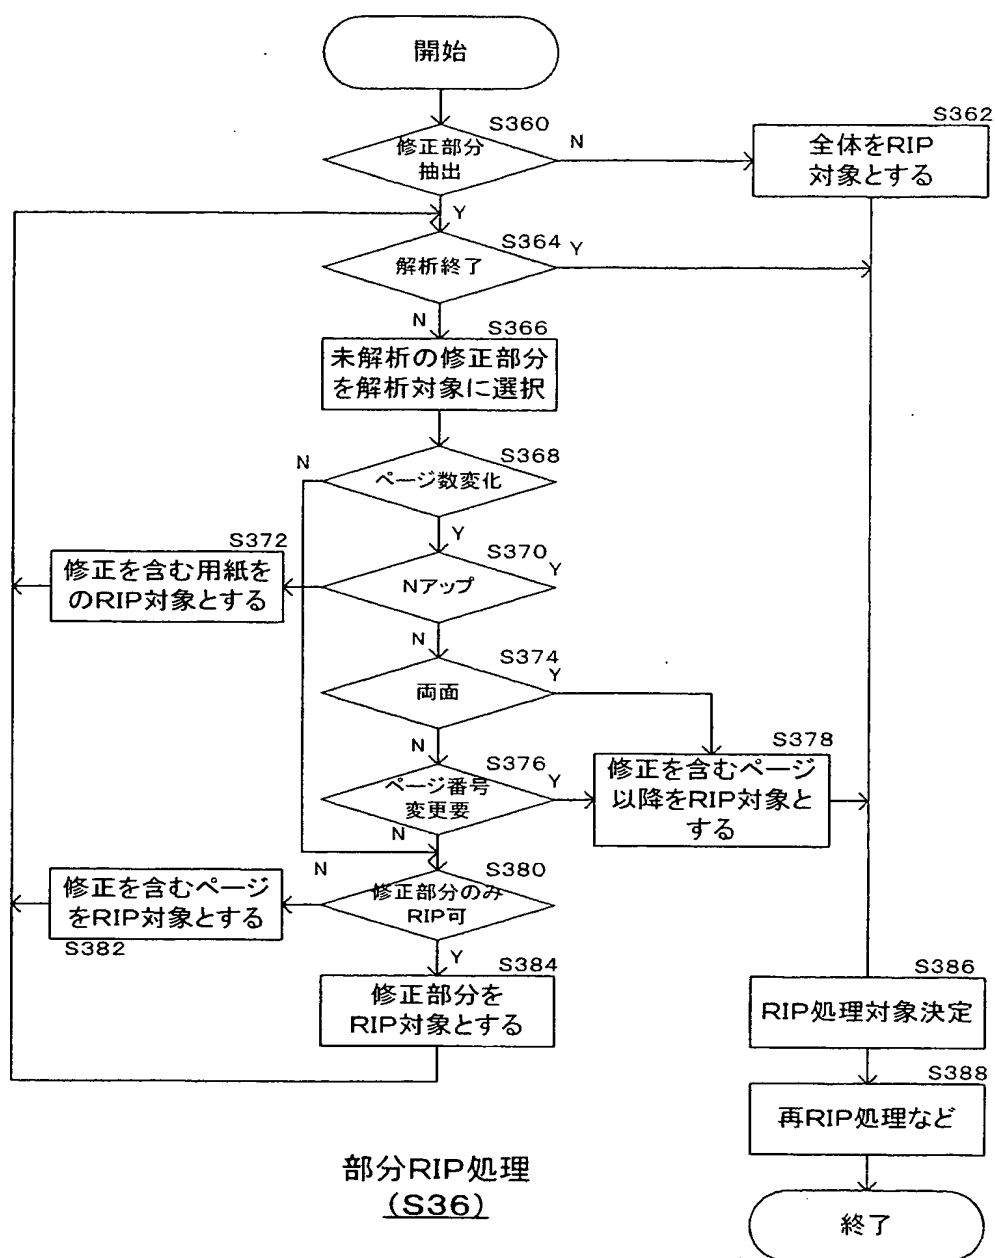 開始
S360
修正部分
抽出
N
S362
全体をRIP
対象とする
Y
S364
Y
解析終了
N
S366
未解析の修正部分
を解析対象に選択
S368
N
ページ数変化
Y
S370
Y
Nアップ
S372
修正を含む用紙を
のRIP対象とする
N
S374
Y
両面
N
S376
Y
ページ番号
変更要
S378
修正を含むページ
以降をRIP対象と
する
N
N
S380
修正部分のみ
RIP可
修正を含むページ
をRIP対象とする
S382
Y
S384
修正部分を
RIP対象とする
S386
RIP処理対象決定
S388
再RIP処理など
終了
部分RIP処理
(S36)